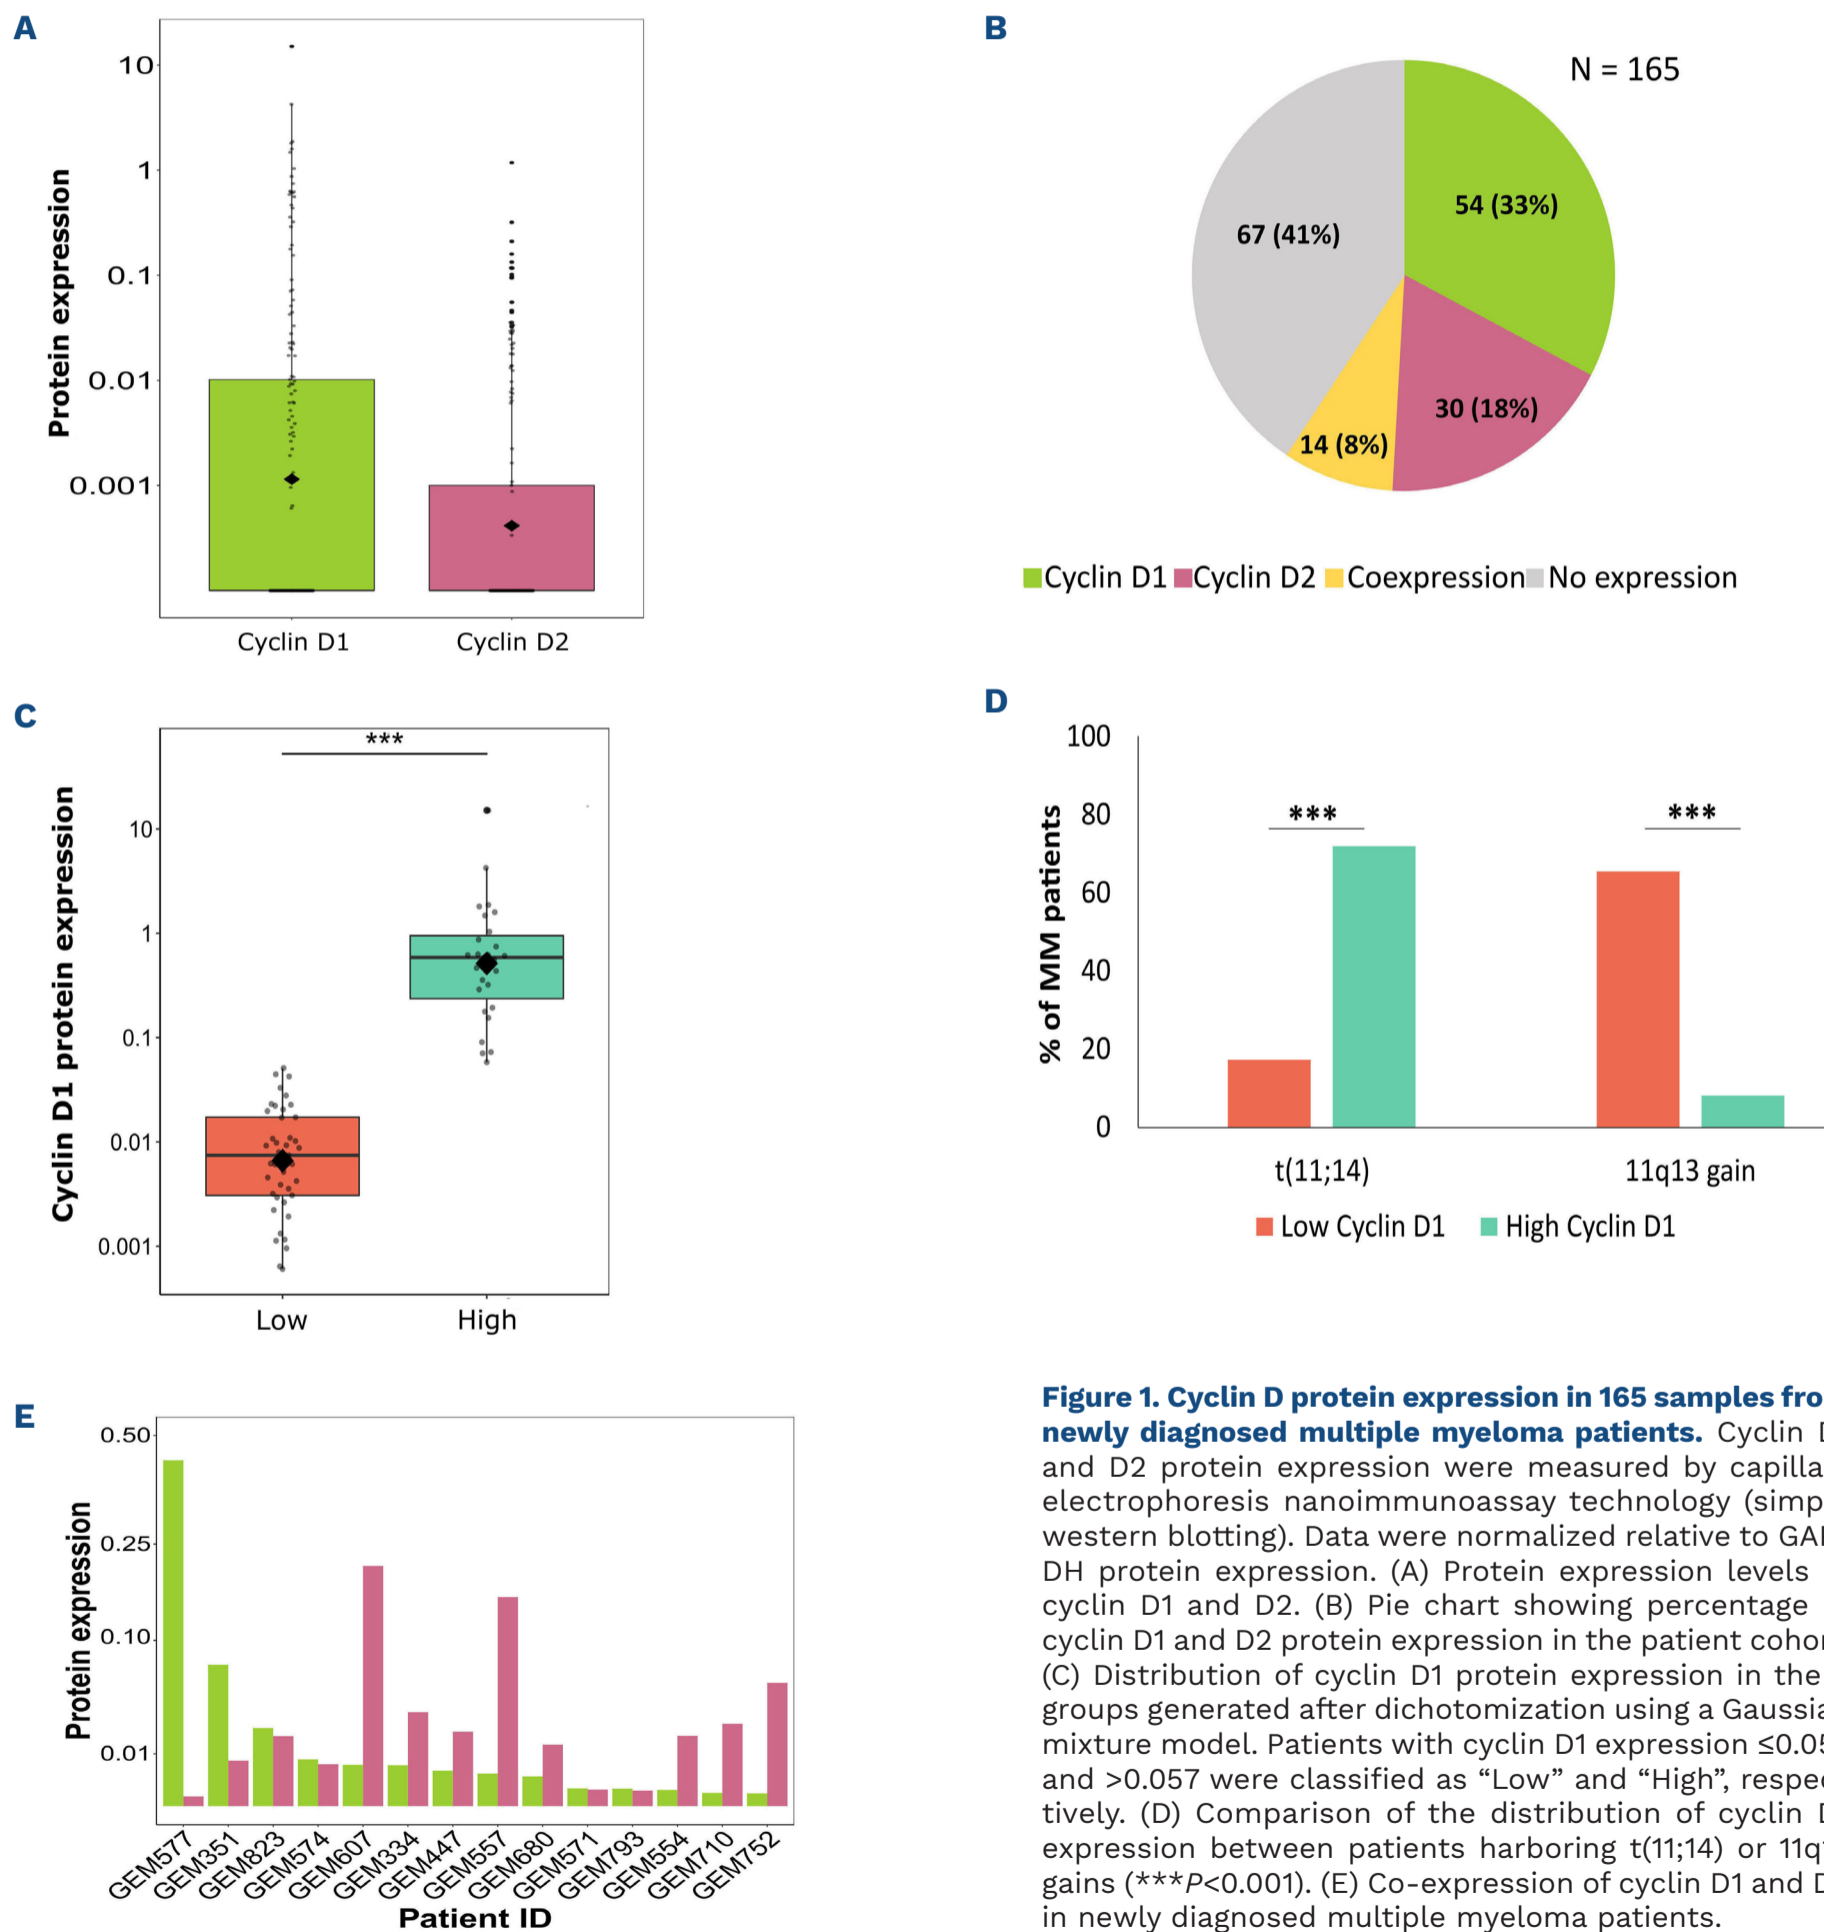 A
10
1
0.1
0.01
0.001
Protein expression
Cyclin D1
Cyclin D2
B
N = 165
54 (33%)
67 (41%)
30 (18%)
14 (8%)
Cyclin D1 Cyclin D2 Coexpression No expression
C
***
10
1
0.1
0.01
0.001
Cyclin D1 protein expression
Low
High
D
100
80
60
40
20
0
% of MM patients
***
***
t(11;14)
11q13 gain
Low Cyclin D1 High Cyclin D1
E
0.50
0.25
0.10
0.01
Protein expression
GEM577
GEM351
GEM823
GEM574
GEM607
GEM334
GEM447
GEM557
GEM680
GEM571
GEM793
GEM554
GEM710
GEM752
Patient ID
Figure 1. Cyclin D protein expression in 165 samples fro
newly diagnosed multiple myeloma patients. Cyclin
and D2 protein expression were measured by capilla
electrophoresis nanoimmunoassay technology (simp
western blotting). Data were normalized relative to GA
DH protein expression. (A) Protein expression levels
cyclin D1 and D2. (B) Pie chart showing percentage
cyclin D1 and D2 protein expression in the patient cohor
(C) Distribution of cyclin D1 protein expression in the
groups generated after dichotomization using a Gaussia
mixture model. Patients with cyclin D1 expression ≤0.05
and >0.057 were classified as “Low” and “High”, respec-
tively. (D) Comparison of the distribution of cyclin
expression between patients harboring t(11;14) or 11q
gains (***P<0.001). (E) Co-expression of cyclin D1 and
in newly diagnosed multiple myeloma patients.